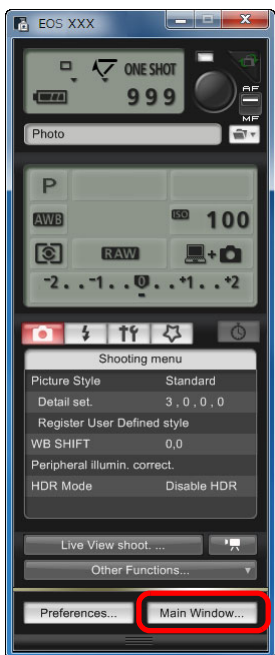 EOS XXX
ONE SHOT
999
AF
MF
Photo
P
AWB
ISO 100
RAW
+
-2..-1..0..+1..+2
Shooting menu
Picture Style Standard
Detail set. 3 , 0 , 0 , 0
Register User Defined style
WB SHIFT 0,0
Peripheral illumin. correct.
HDR Mode Disable HDR
Live View shoot. ...
Other Functions...
Preferences... Main Window...